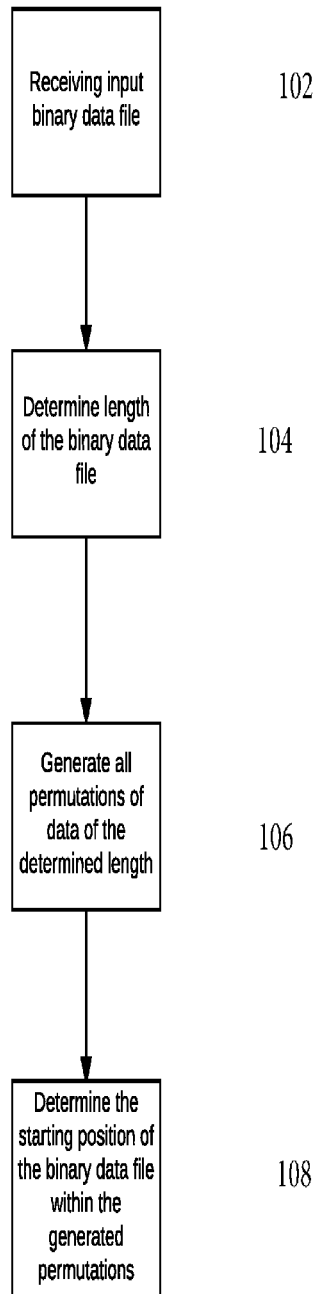 Receiving input
binary data file
102
Determine length
of the binary data
file
104
Generate all
permutations of
data of the
determined length
106
Determine the
starting position of
the binary data file
within the
generated
permutations
108